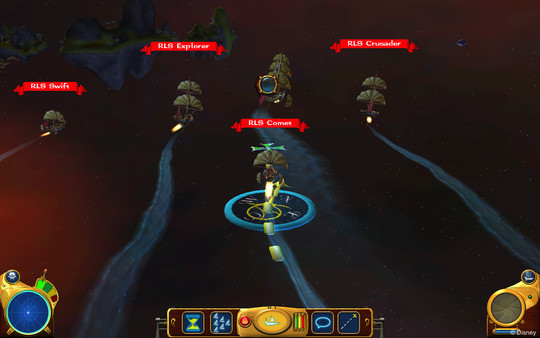 RLS Explorer
RLS Crusader
RLS Swift
RLS Comet
© Disney